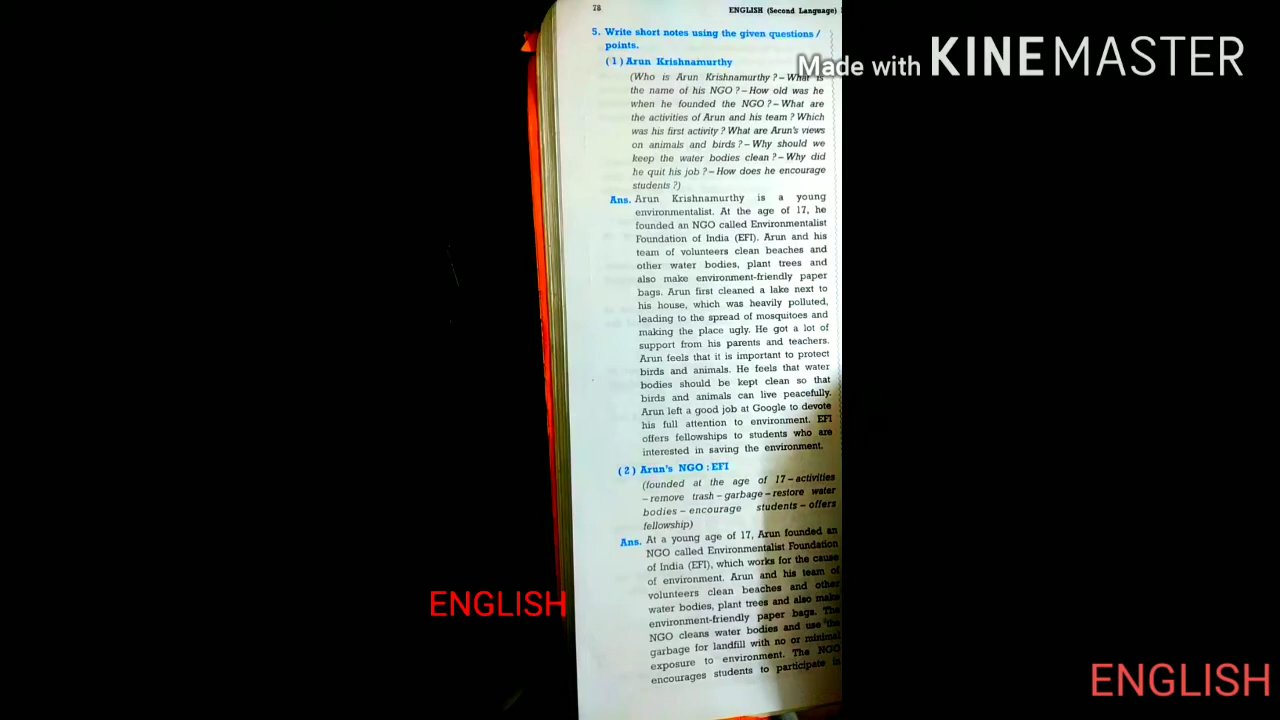 78
ENGLISH (Second Language)
5. Write short notes using the given questions /
points.
(1) Arun Krishnamurthy
(Who is Arun Krishnamurthy ? – What is
the name of his NGO ? – How old was he
when he founded the NGO ? – What are
the activities of Arun and his team ? Which
was his first activity ? What are Arun's views
on animals and birds ? – Why should we
keep the water bodies clean ? – Why did
he quit his job ? – How does he encourage
students ?)
Ans. Arun Krishnamurthy is a young
environmentalist. At the age of 17, he
founded an NGO called Environmentalist
Foundation of India (EFI). Arun and his
team of volunteers clean beaches and
other water bodies, plant trees and
also make environment-friendly paper
bags. Arun first cleaned a lake next to
his house, which was heavily polluted,
leading to the spread of mosquitoes and
making the place ugly. He got a lot of
support from his parents and teachers.
Arun feels that it is important to protect
birds and animals. He feels that water
bodies should be kept clean so that
birds and animals can live peacefully.
Arun left a good job at Google to devote
his full attention to environment. EFI
offers fellowships to students who are
interested in saving the environment.
(2) Arun's NGO : EFI
(founded at the age of 17 – activities
– remove trash – garbage – restore water
bodies – encourage students – offers
fellowship)
Ans. At a young age of 17, Arun founded an
NGO called Environmentalist Foundation
of India (EFI), which works for the cause
of environment. Arun and his team of
volunteers clean beaches and other
water bodies, plant trees and also make
environment-friendly paper bags. The
NGO cleans water bodies and use the
garbage for landfill with no or minimal
exposure to environment. The NGO
encourages students to participate in
Made with KINEMASTER
ENGLISH
ENGLISH